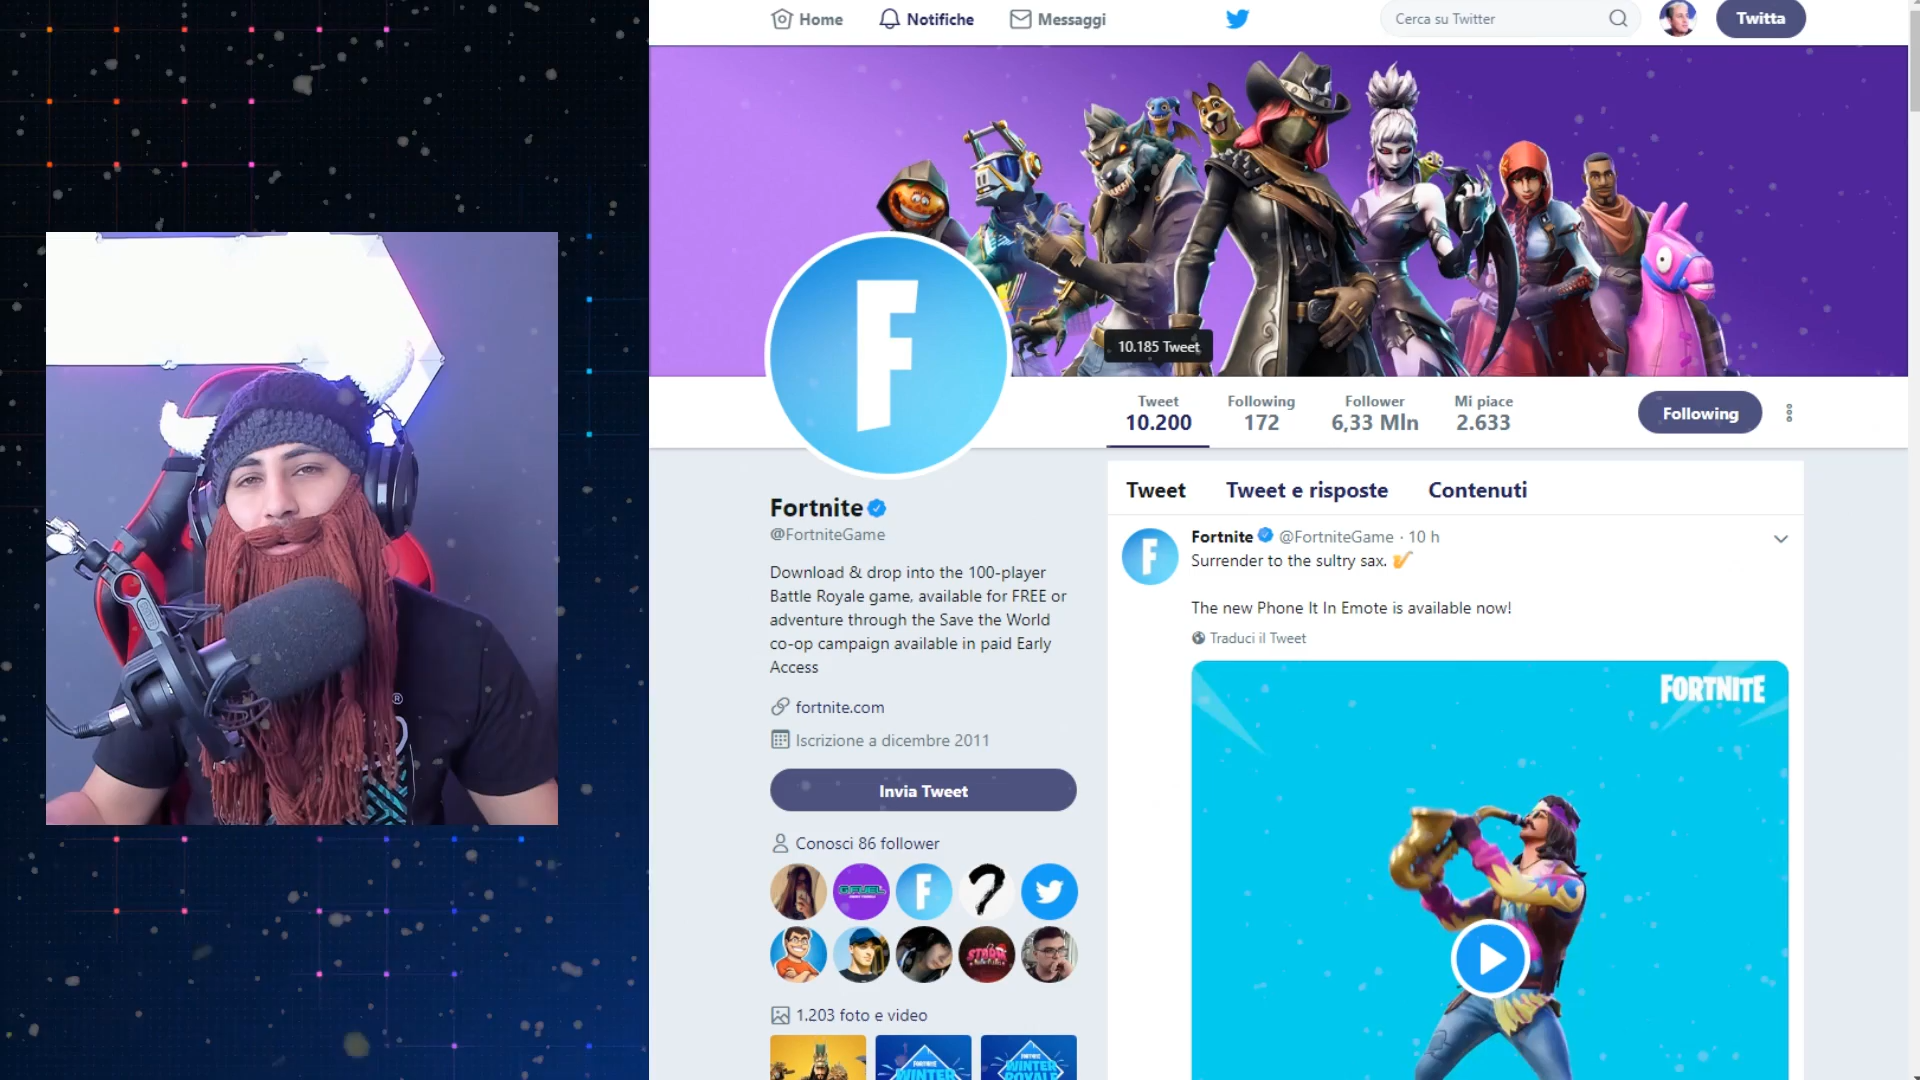 Home
Notifiche
Messaggi
Cerca su Twitter
Twitta
10.185 Tweet
Tweet
10.200
Following
172
Follower
6,33 Mln
Mi piace
2.633
Following
Fortnite
@FortniteGame
Download & drop into the 100-player
Battle Royale game, available for FREE or
adventure through the Save the World
co-op campaign available in paid Early
Access
fortnite.com
Iscrizione a dicembre 2011
Invia Tweet
Conosci 86 follower
1.203 foto e video
WINTER
WINTER
ROYALE
Tweet
Tweet e risposte
Contenuti
Fortnite @FortniteGame · 10 h
Surrender to the sultry sax.
The new Phone It In Emote is available now!
Traduci il Tweet
FORTNITE